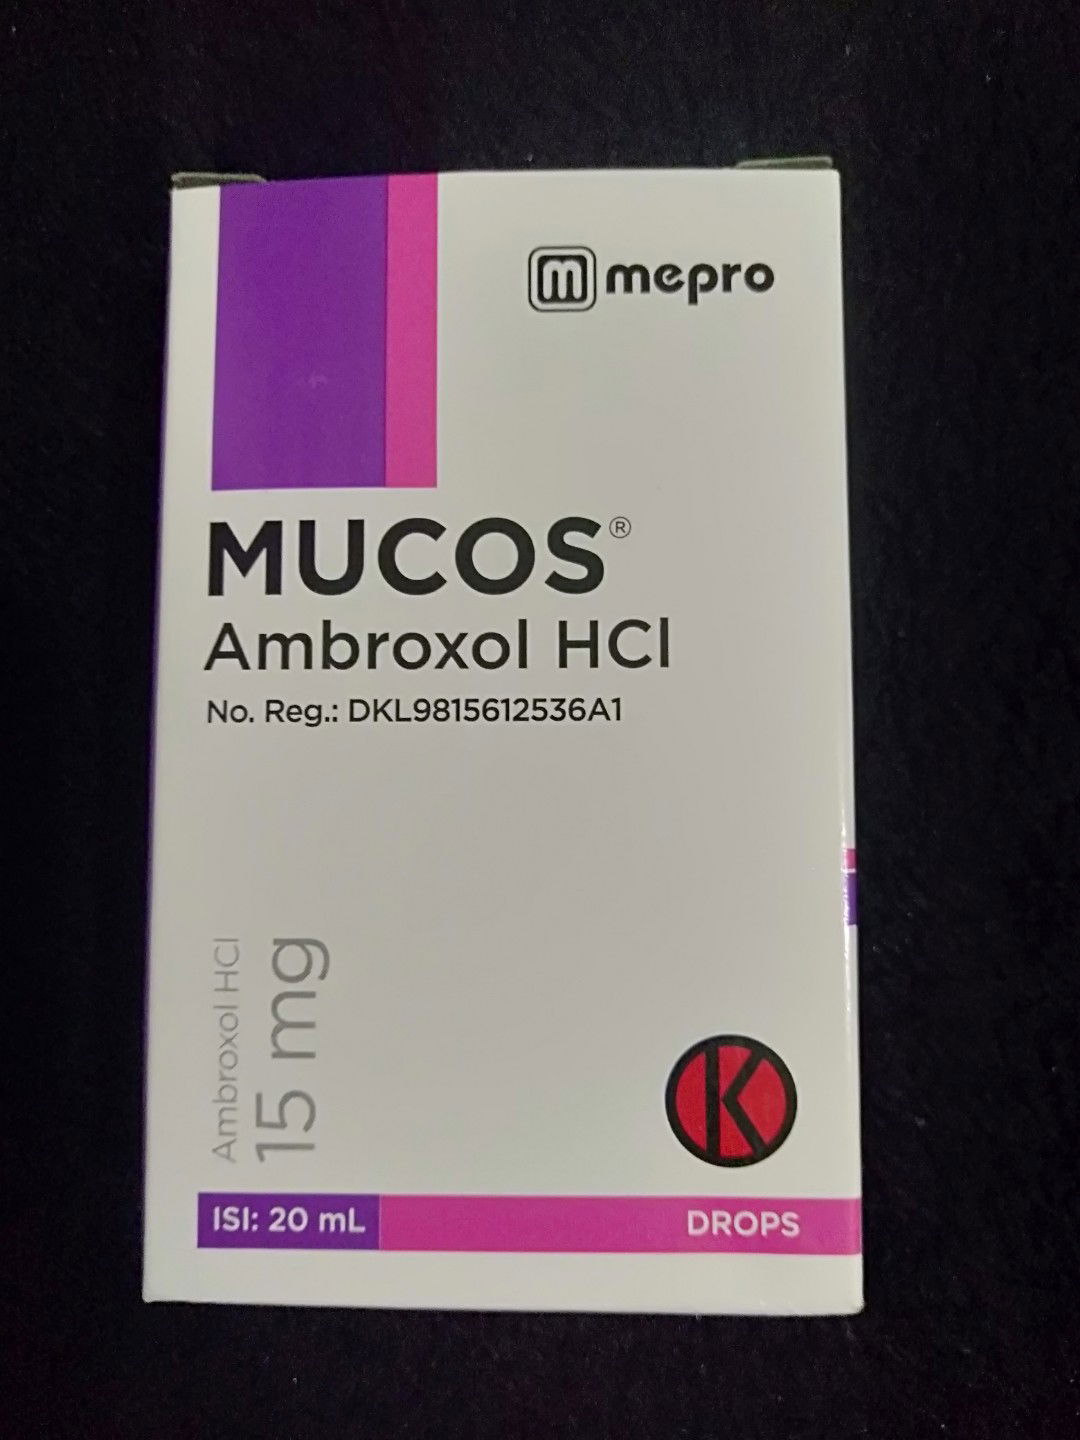 m mepro
MUCOS®
Ambroxol HCl
No. Reg.: DKL9815612536A1
Ambroxol HCl
15 mg
K
ISI: 20 mL
DROPS